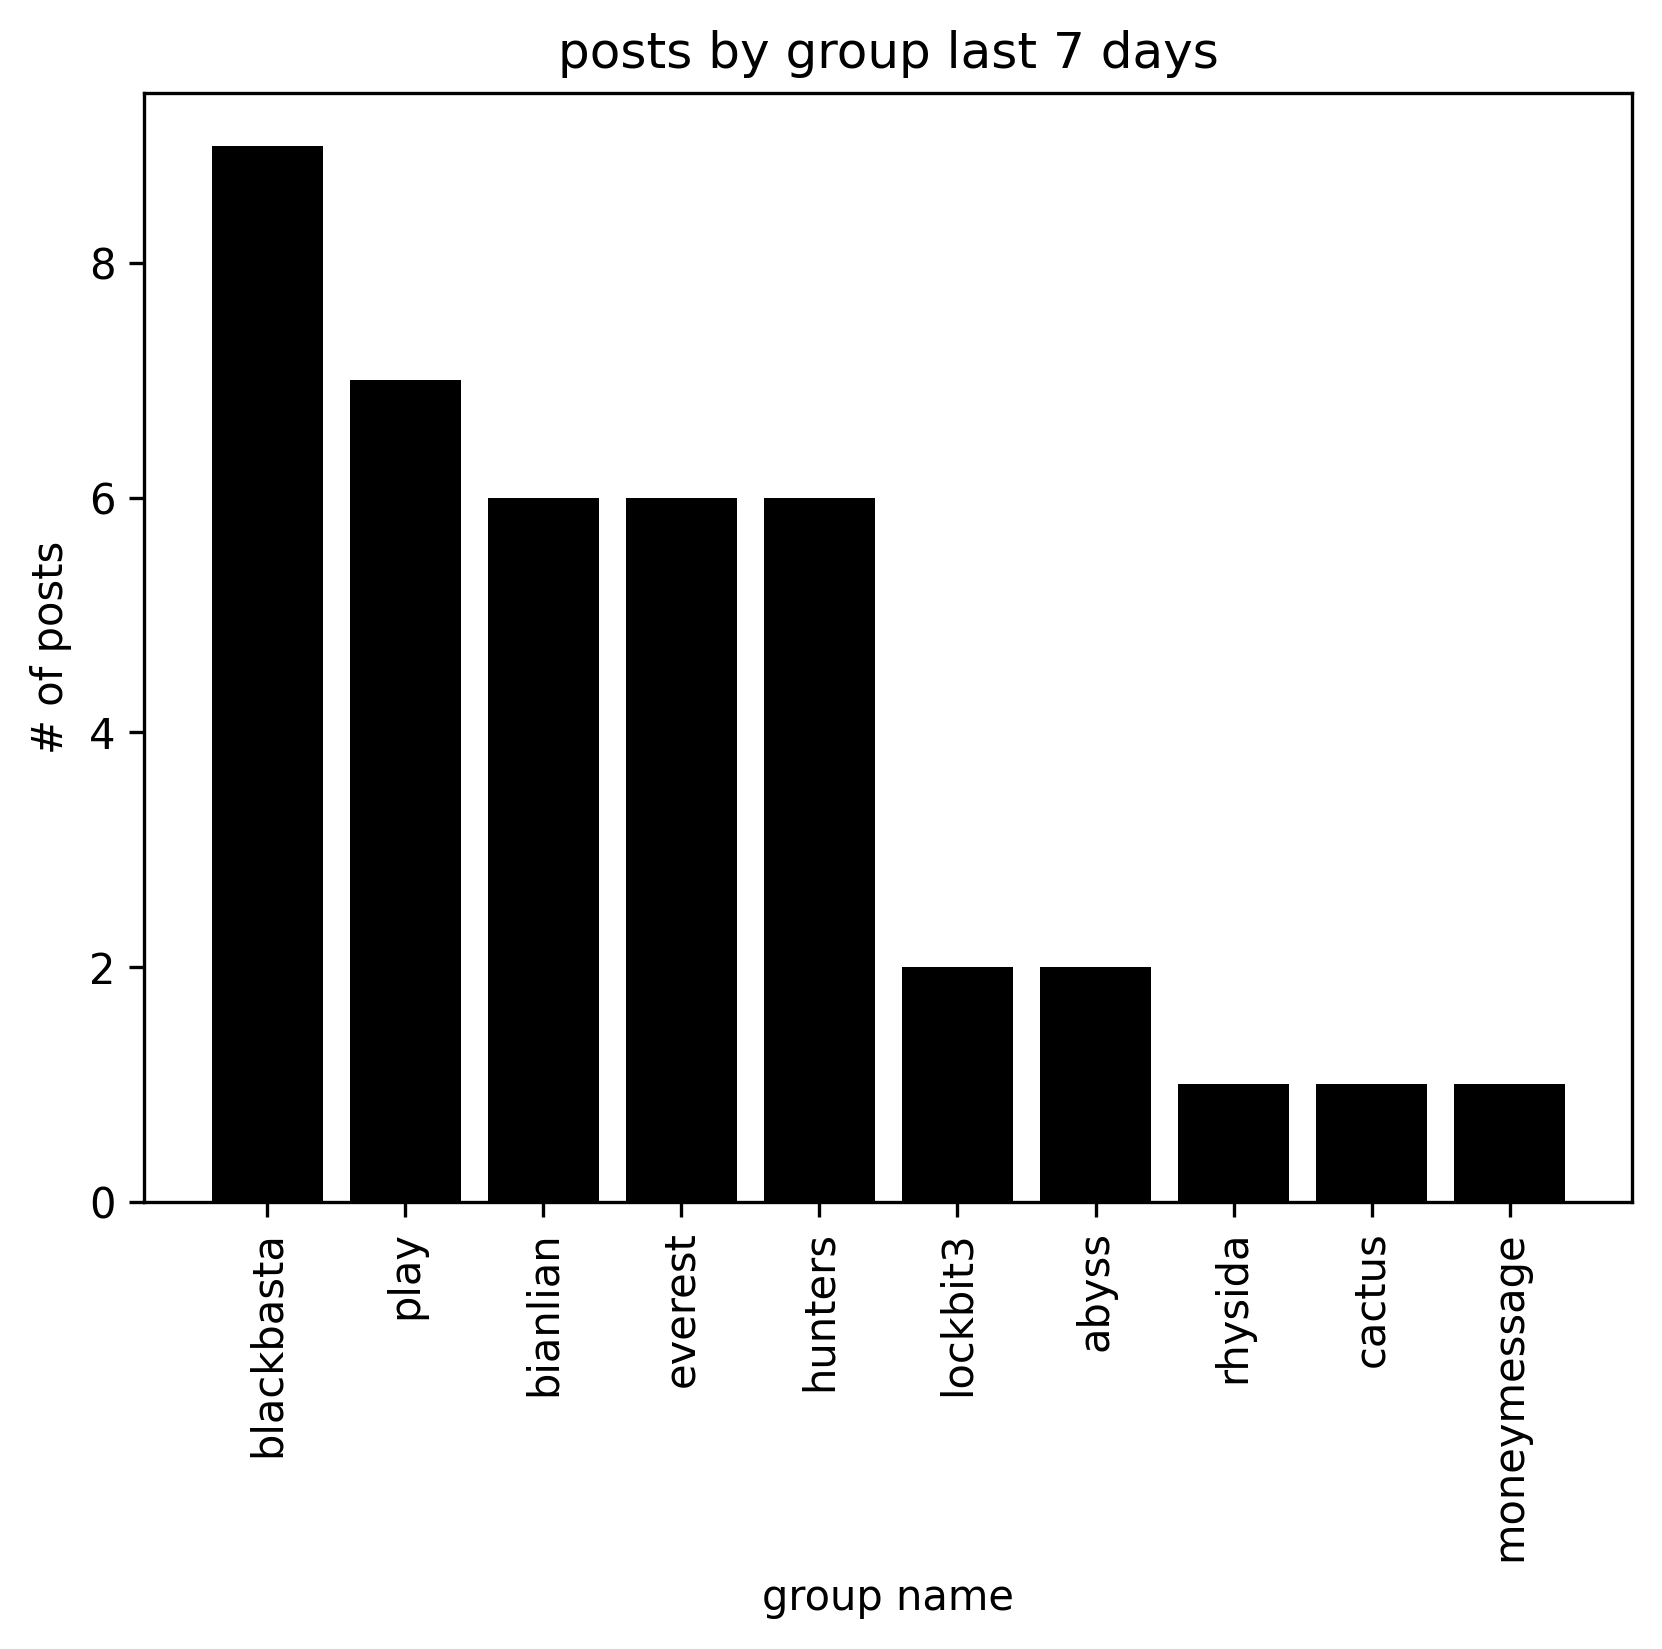 posts by group last 7 days
# of posts
8
6
4
2
0
blackbasta
play
bianlian
everest
hunters
lockbit3
abyss
rhysida
cactus
moneymessage
group name